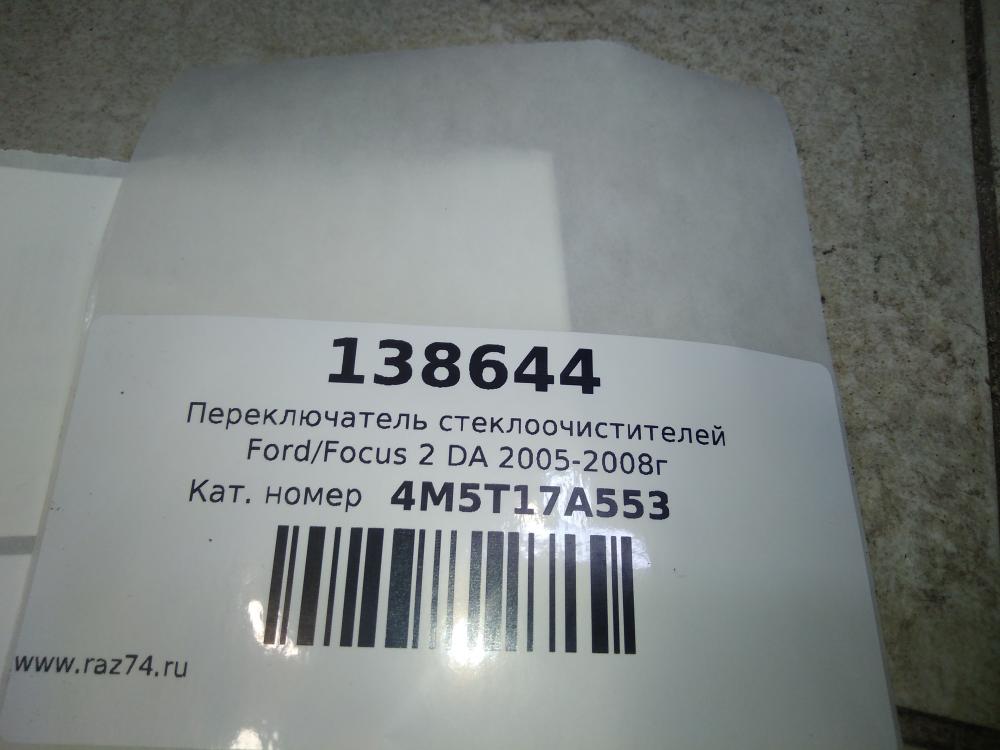 138644
Переключатель стеклоочистителей
Ford/Focus 2 DA 2005-2008г
Кат. номер 4M5T17A553
www.raz74.ru